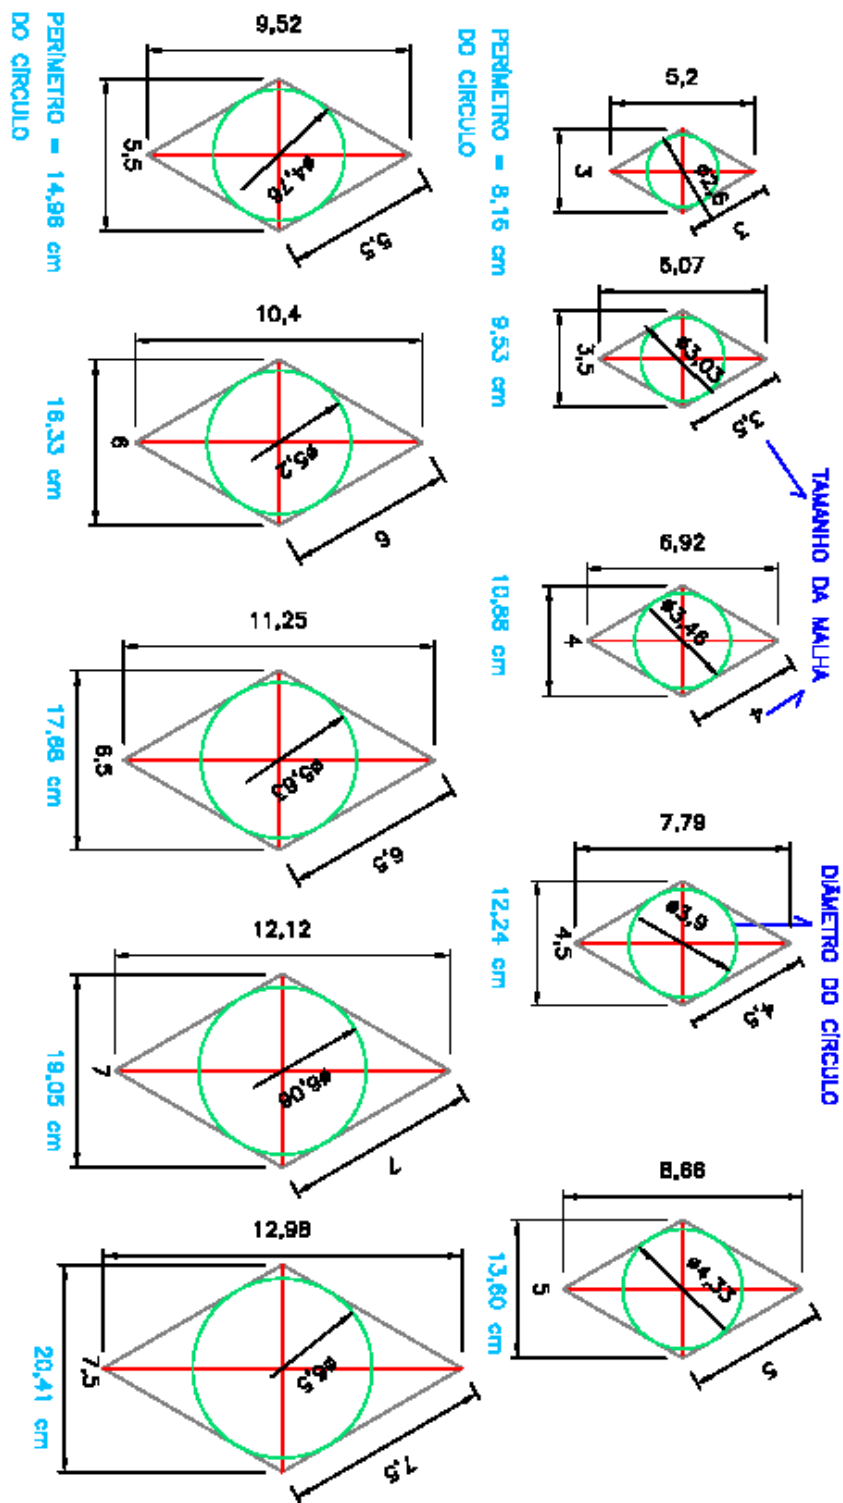 TAMANHO DA MALHA
DIÂMETRO DO CÍRCULO
5,2
3
ø2,6
3
6,07
3,5
ø3,03
3,5
6,92
4
ø3,46
4
7,79
4,5
ø3,9
4,5
8,66
5
ø4,33
5
PERÍMETRO = 8,16 cm
DO CÍRCULO
9,53 cm
10,88 cm
12,24 cm
13,60 cm
9,52
5,5
ø4,76
5,5
10,4
6
ø5,2
6
11,25
6,5
ø5,63
6,5
12,12
7
ø6,06
7
12,98
7,5
ø6,5
7,5
PERÍMETRO = 14,98 cm
DO CÍRCULO
16,33 cm
17,68 cm
19,05 cm
20,41 cm